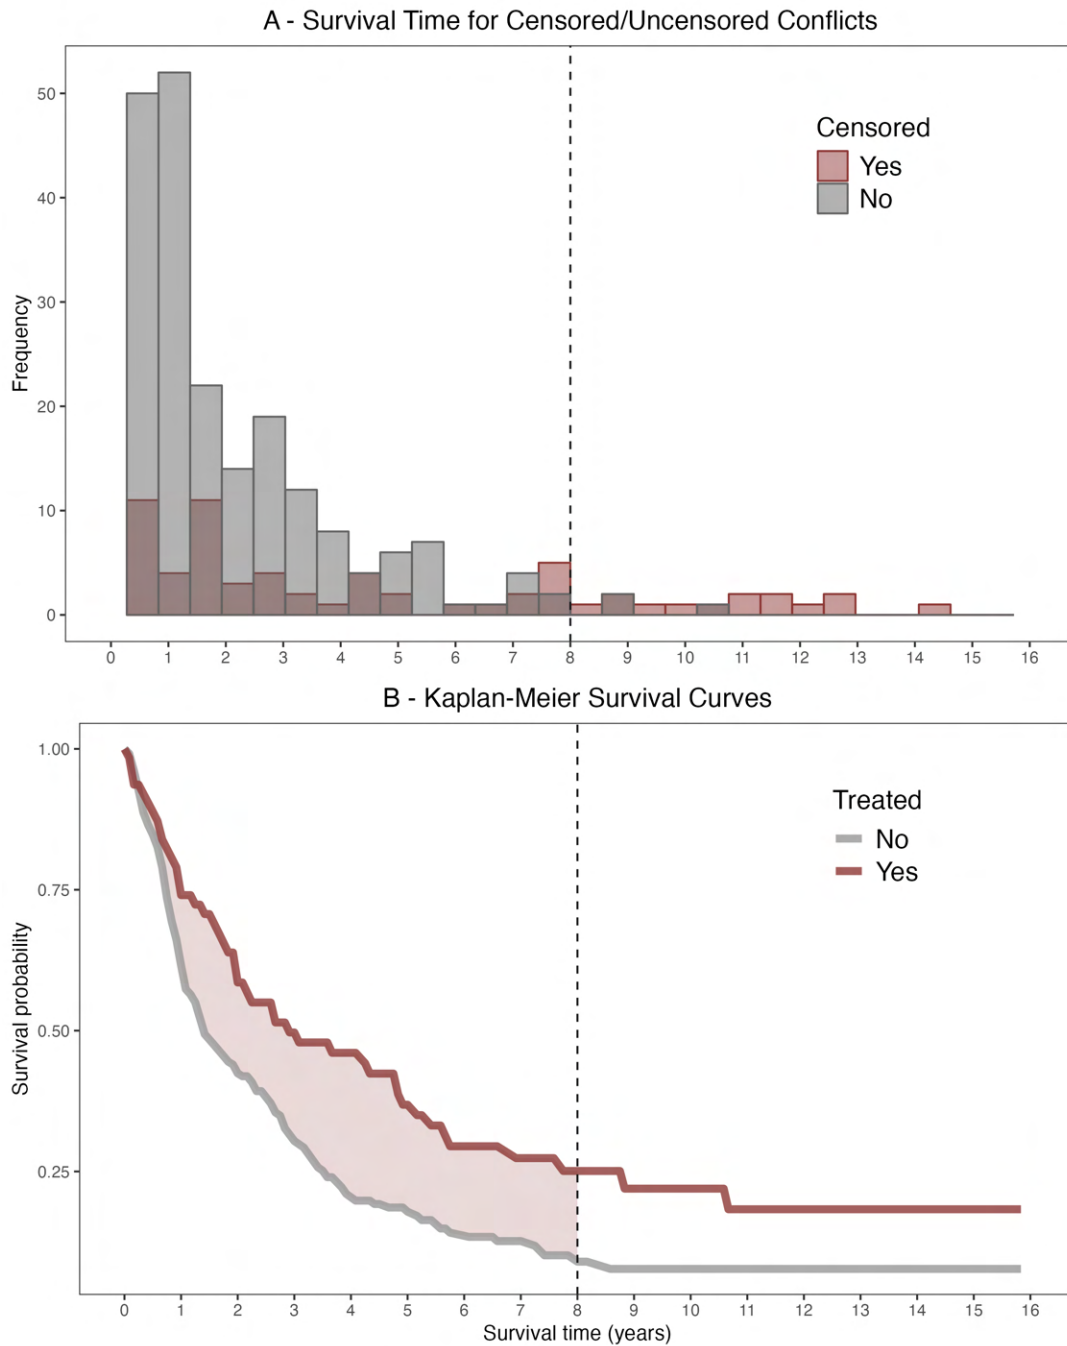 A - Survival Time for Censored/Uncensored Conflicts
50
40
30
20
10
0
Frequency
Censored
Yes
No
0 1 2 3 4 5 6 7 8 9 10 11 12 13 14 15 16
B - Kaplan-Meier Survival Curves
1.00
0.75
0.50
0.25
Survival probability
Treated
No
Yes
0 1 2 3 4 5 6 7 8 9 10 11 12 13 14 15 16
Survival time (years)